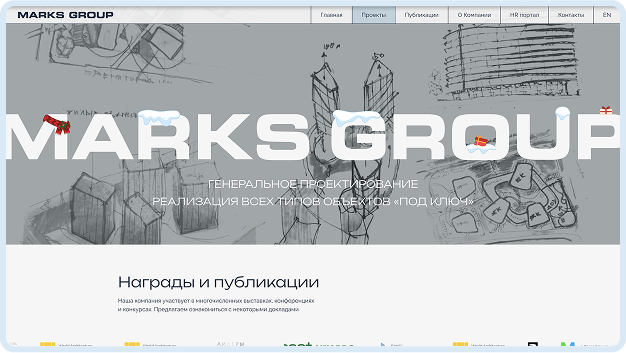 MARKS GROUP
Главная
Проекты
Публикации
О Компании
HR портал
Контакты
EN
MARKS GROUP
ГЕНЕРАЛЬНОЕ ПРОЕКТИРОВАНИЕ
РЕАЛИЗАЦИЯ ВСЕХ ТИПОВ ОБЪЕКТОВ «ПОД КЛЮЧ»
Награды и публикации
Наша компания участвует в многочисленных выставках, конференциях
и конкурсах. Предлагаем ознакомиться с некоторыми докладами